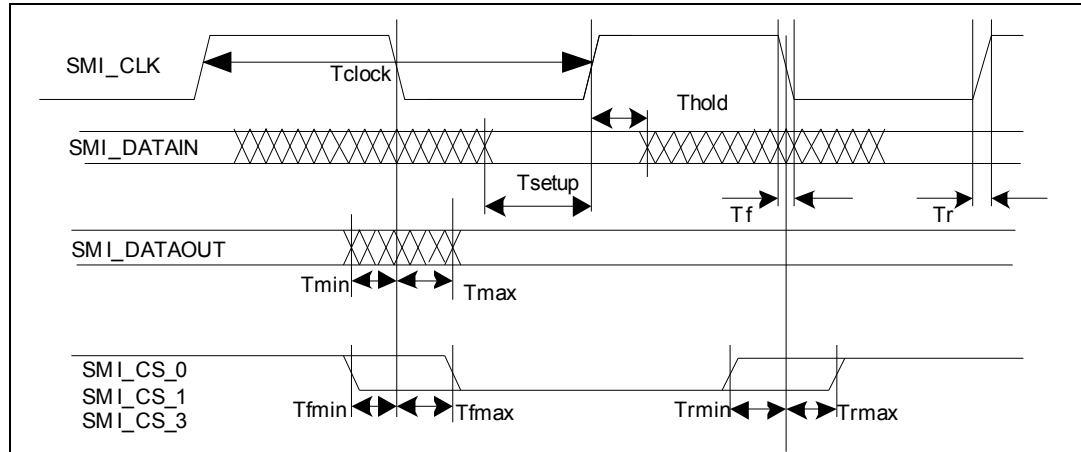 SMI_CLK
Tclock
Thold
SMI_DATAIN
Tsetup
Tf
Tr
SMI_DATAOUT
Tmin
Tmax
SMI_CS_0
SMI_CS_1
SMI_CS_3
Tfmin
Tfmax
Trmin
Trmax